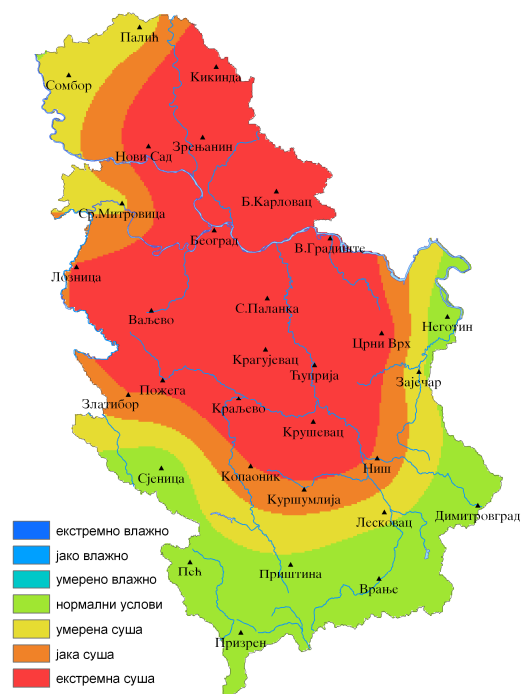 Палић
Кикинда
Сомбор
Зрењанин
Нови Сад
Б.Карловац
Ср.Митровица
Београд
В.Градиште
Лозница
С.Паланка
Ваљево
Неготин
Црни Врх
Крагујевац
Ћуприја
Зајечар
Пожега
Златибор
Краљево
Крушевац
Ниш
Копаоник
Сјеница
Куршумлија
Димитровград
Лесковац
екстремно влажно
јако влажно
Пећ
Приштина
умерено влажно
Врање
нормални услови
умерена суша
Призрен
јака суша
екстремна суша